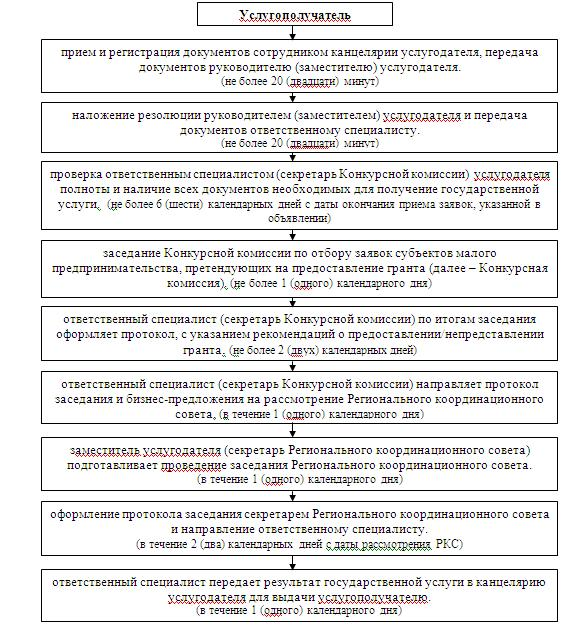 Услугополучатель
прием и регистрация документов сотрудником канцелярии услугодателя, передача
документов руководителю (заместителю) услугодателя.
(не более 20 (двадцати) минут)
наложение резолюции руководителем (заместителем) услугодателя и передача
документов ответственному специалисту.
(не более 20 (двадцати) минут)
проверка ответственным специалистом (секретарь Конкурсной комиссии) услугодателя
полноты и наличие всех документов необходимых для получение государственной
услуги, (не более 6 (шести) календарных дней с даты окончания приема заявок, указанной в
объявлении)
заседание Конкурсной комиссии по отбору заявок субъектов малого
предпринимательства, претендующих на предоставление гранта (далее – Конкурсная
комиссия), (не более 1 (одного) календарного дня)
ответственный специалист (секретарь Конкурсной комиссии) по итогам заседания
оформляет протокол, с указанием рекомендаций о предоставлении/непредставлении
гранта, (не более 2 (двух) календарных дней)
ответственный специалист (секретарь Конкурсной комиссии) направляет протокол
заседания и бизнес-предложения на рассмотрение Регионального координационного
совета, (в течение 1 (одного) календарного дня)
заместитель услугодателя (секретарь Регионального координационного совета)
подготавливает проведение заседания Регионального координационного совета.
(в течение 1 (одного) календарного дня)
оформление протокола заседания секретарем Регионального координационного совета
и направление ответственному специалисту.
(в течение 2 (два) календарных дней с даты рассмотрения РКС)
ответственный специалист передает результат государственной услуги в канцелярию
услугодателя для выдачи услугополучателю.
(в течение 1 (одного) календарного дня)